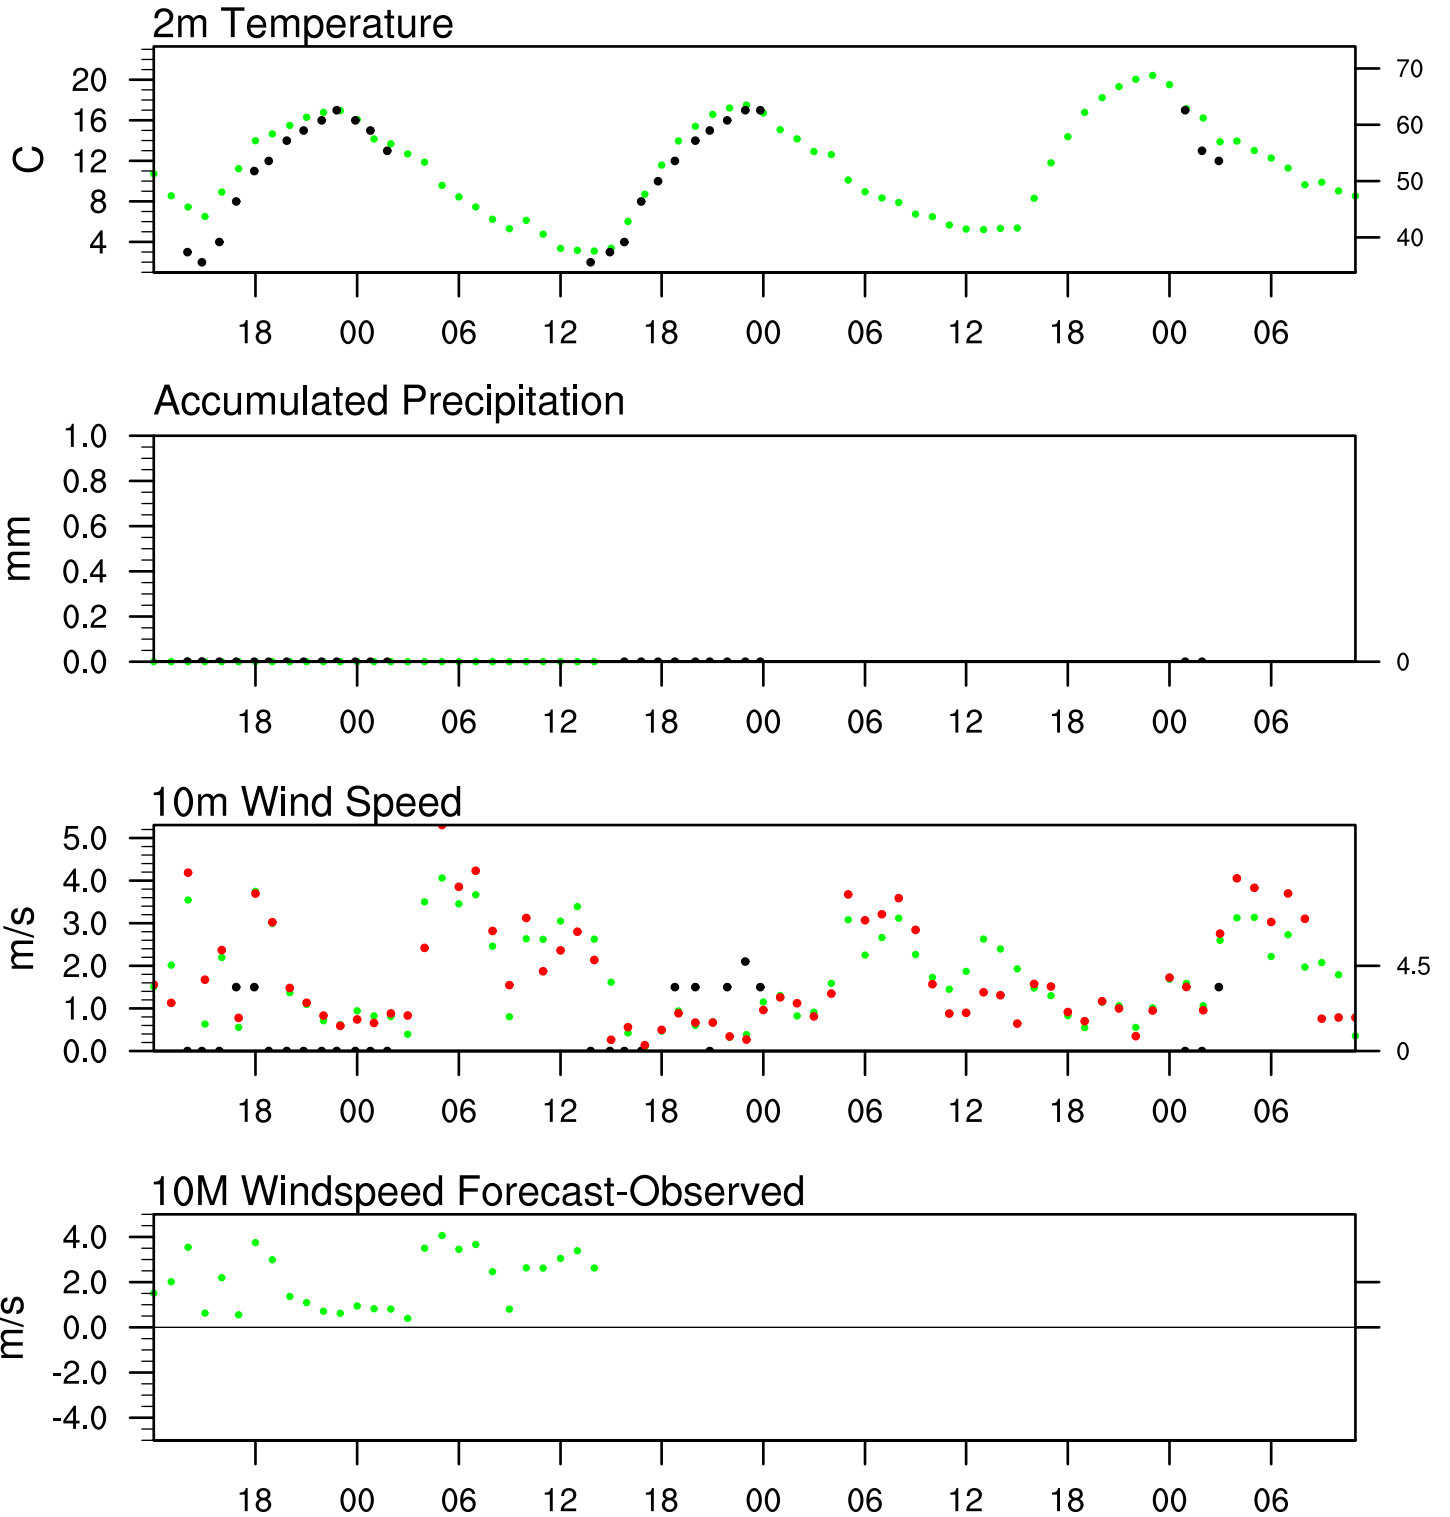 2m Temperature
20
16
12
8
4
C
70
60
50
40
18 00 06 12 18 00 06 12 18 00 06
Accumulated Precipitation
1.0
0.8
0.6
0.4
0.2
0.0
mm
0
18 00 06 12 18 00 06 12 18 00 06
10m Wind Speed
5.0
4.0
3.0
2.0
1.0
0.0
m/s
4.5
0
18 00 06 12 18 00 06 12 18 00 06
10M Windspeed Forecast-Observed
4.0
2.0
0.0
-2.0
-4.0
m/s
18 00 06 12 18 00 06 12 18 00 06